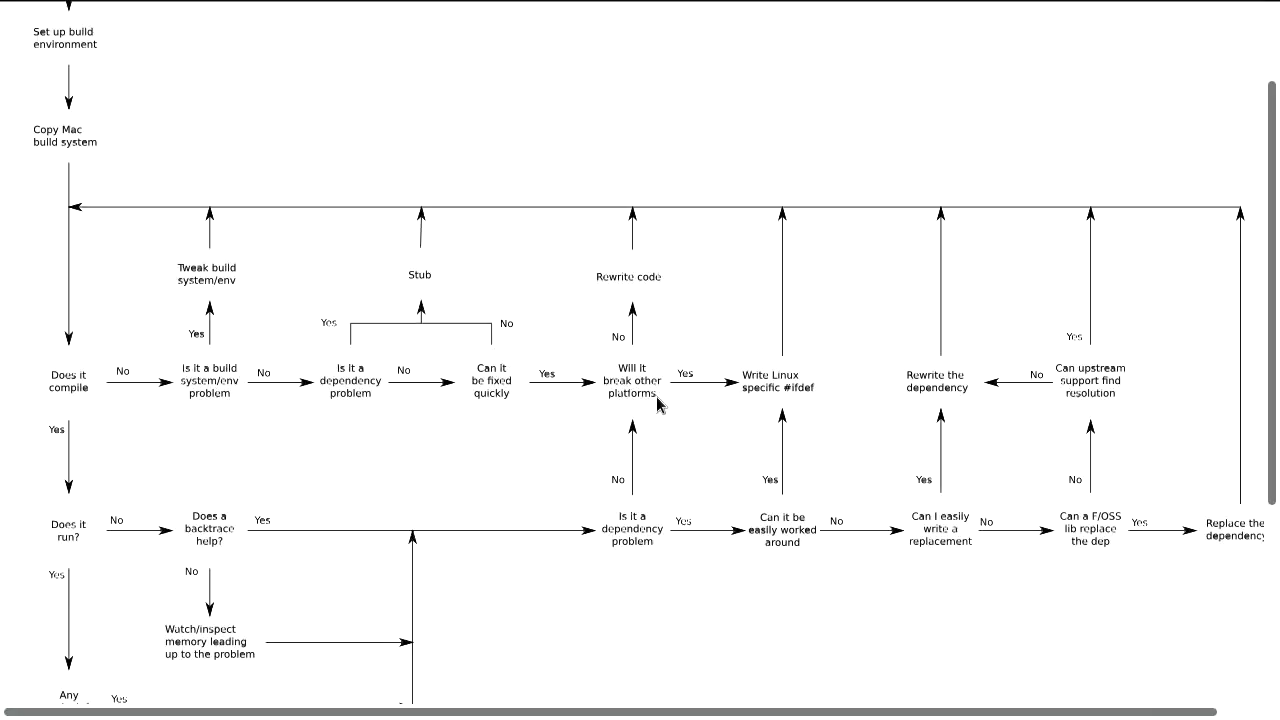 Set up build
environment
Copy Mac
build system
Tweak build
system/env
Stub
Rewrite code
Yes
Yes
No
No
Yes
Does it
compile
No
Is it a build
system/env
problem
No
Is it a
dependency
problem
No
Can it
be fixed
quickly
Yes
Will it
break other
platforms
Yes
Write Linux
specific #ifdef
Rewrite the
dependency
No
Can upstream
support find
resolution
Yes
No
Yes
Yes
No
Does it
run?
No
Does a
backtrace
help?
Yes
Is it a
dependency
problem
Yes
Can it be
easily worked
around
No
Can I easily
write a
replacement
No
Can a F/OSS
lib replace
the dep
Yes
Replace the
dependency
Yes
No
Watch/inspect
memory leading
up to the problem
Any
Yes